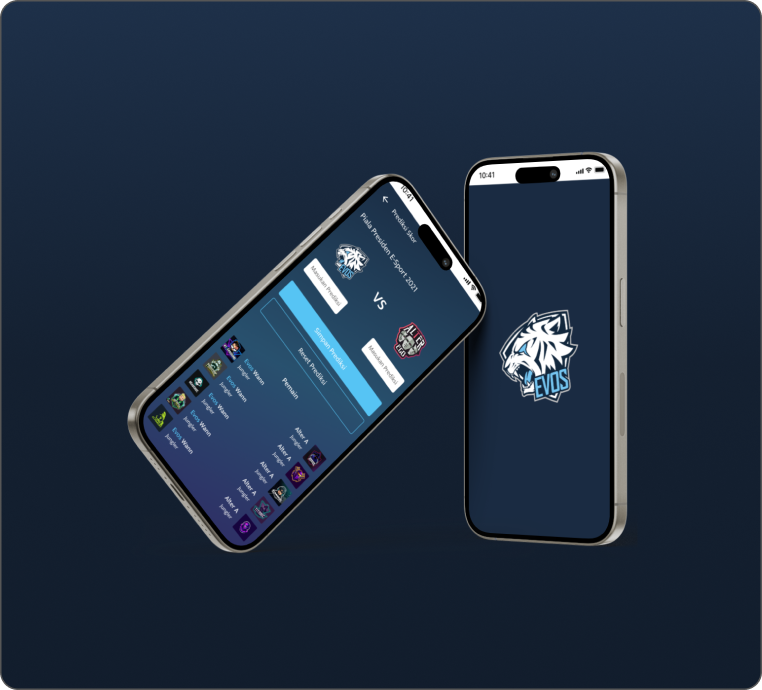 10:41
Prediksi Skor
Piala Presiden E-Sport 2021
EVOS
VS
ALTER
EGO
Masukan Prediksi
Masukan Prediksi
Simpan Prediksi
Reset Prediksi
Pemain
Evos Wann
Jungler
Evos Wann
Jungler
Evos Wann
Jungler
Evos Wann
Jungler
Evos Wann
Jungler
Alter A
Jungler
Alter A
Jungler
Alter A
Jungler
Alter A
Jungler
Alter A
Jungler
10:41
EVOS